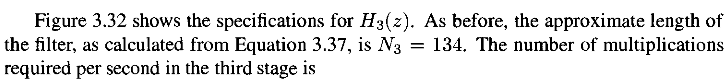 Figure 3.32 shows the specifications for H₃(z). As before, the approximate length of
the filter, as calculated from Equation 3.37, is N₃ = 134. The number of multiplications
required per second in the third stage is